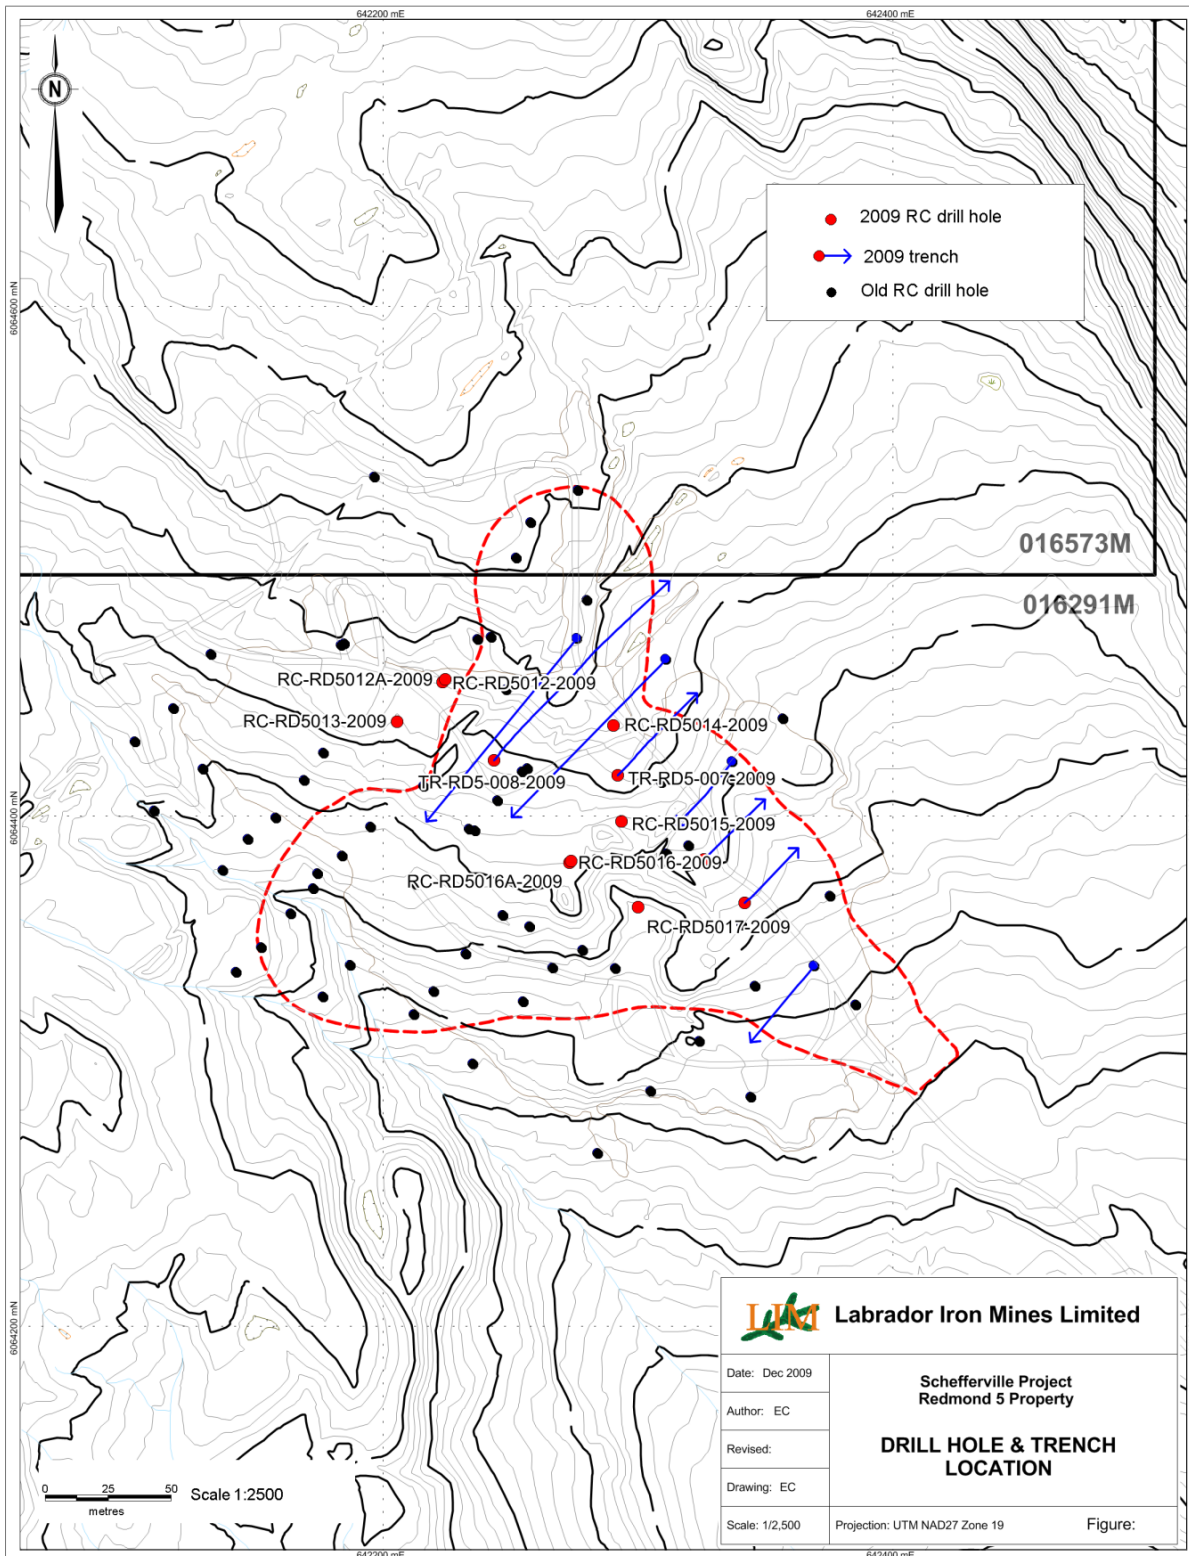 642200 mE
642400 mE
N
2009 RC drill hole
2009 trench
Old RC drill hole
6064600 mN
016573M
016291M
RC-RD5012A-2009
RC-RD5012-2009
RC-RD5013-2009
RC-RD5014-2009
TR-RD5-008-2009
TR-RD5-007-2009
6064400 mN
RC-RD5015-2009
RC-RD5016-2009
RC-RD5016A-2009
RC-RD5017-2009
6064200 mN
LIM
Labrador Iron Mines Limited
Date: Dec 2009
Author: EC
Revised:
Drawing: EC
Scale: 1/2,500
Schefferville Project
Redmond 5 Property
DRILL HOLE & TRENCH
LOCATION
Projection: UTM NAD27 Zone 19
Figure:
0 25 50
metres
Scale 1:2500
642200 mE
642400 mE